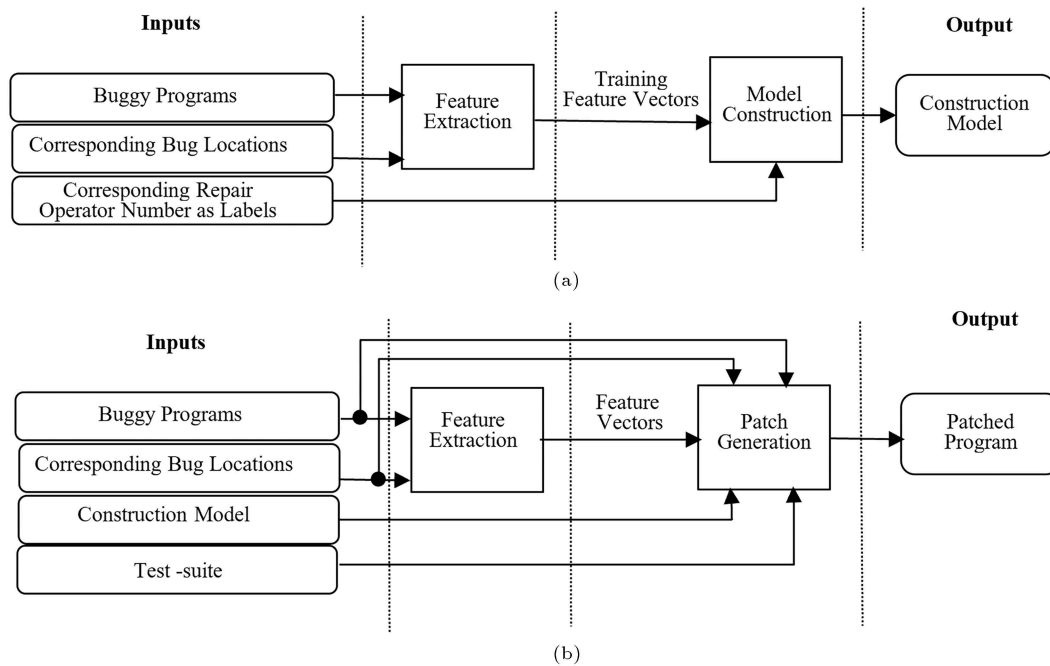 Inputs
Output
Buggy Programs
Corresponding Bug Locations
Corresponding Repair
Operator Number as Labels
Feature
Extraction
Training
Feature Vectors
Model
Construction
Construction
Model
(a)
Inputs
Output
Buggy Programs
Corresponding Bug Locations
Construction Model
Test -suite
Feature
Extraction
Feature
Vectors
Patch
Generation
Patched
Program
(b)